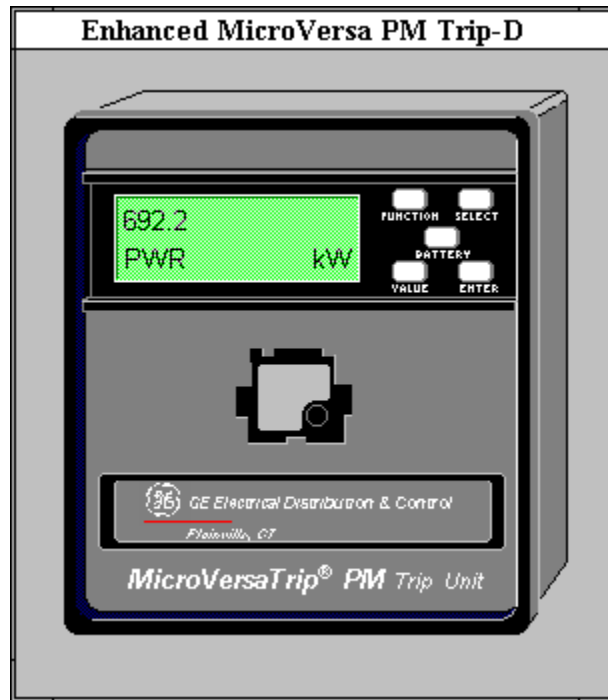 Enhanced MicroVersa PM Trip-D
692.2
PWR kW
FUNCTION SELECT
BATTERY
VALUE ENTER
GE GE Electrical Distribution & Control
Plainville, CT
MicroVersaTrip® PM Trip Unit